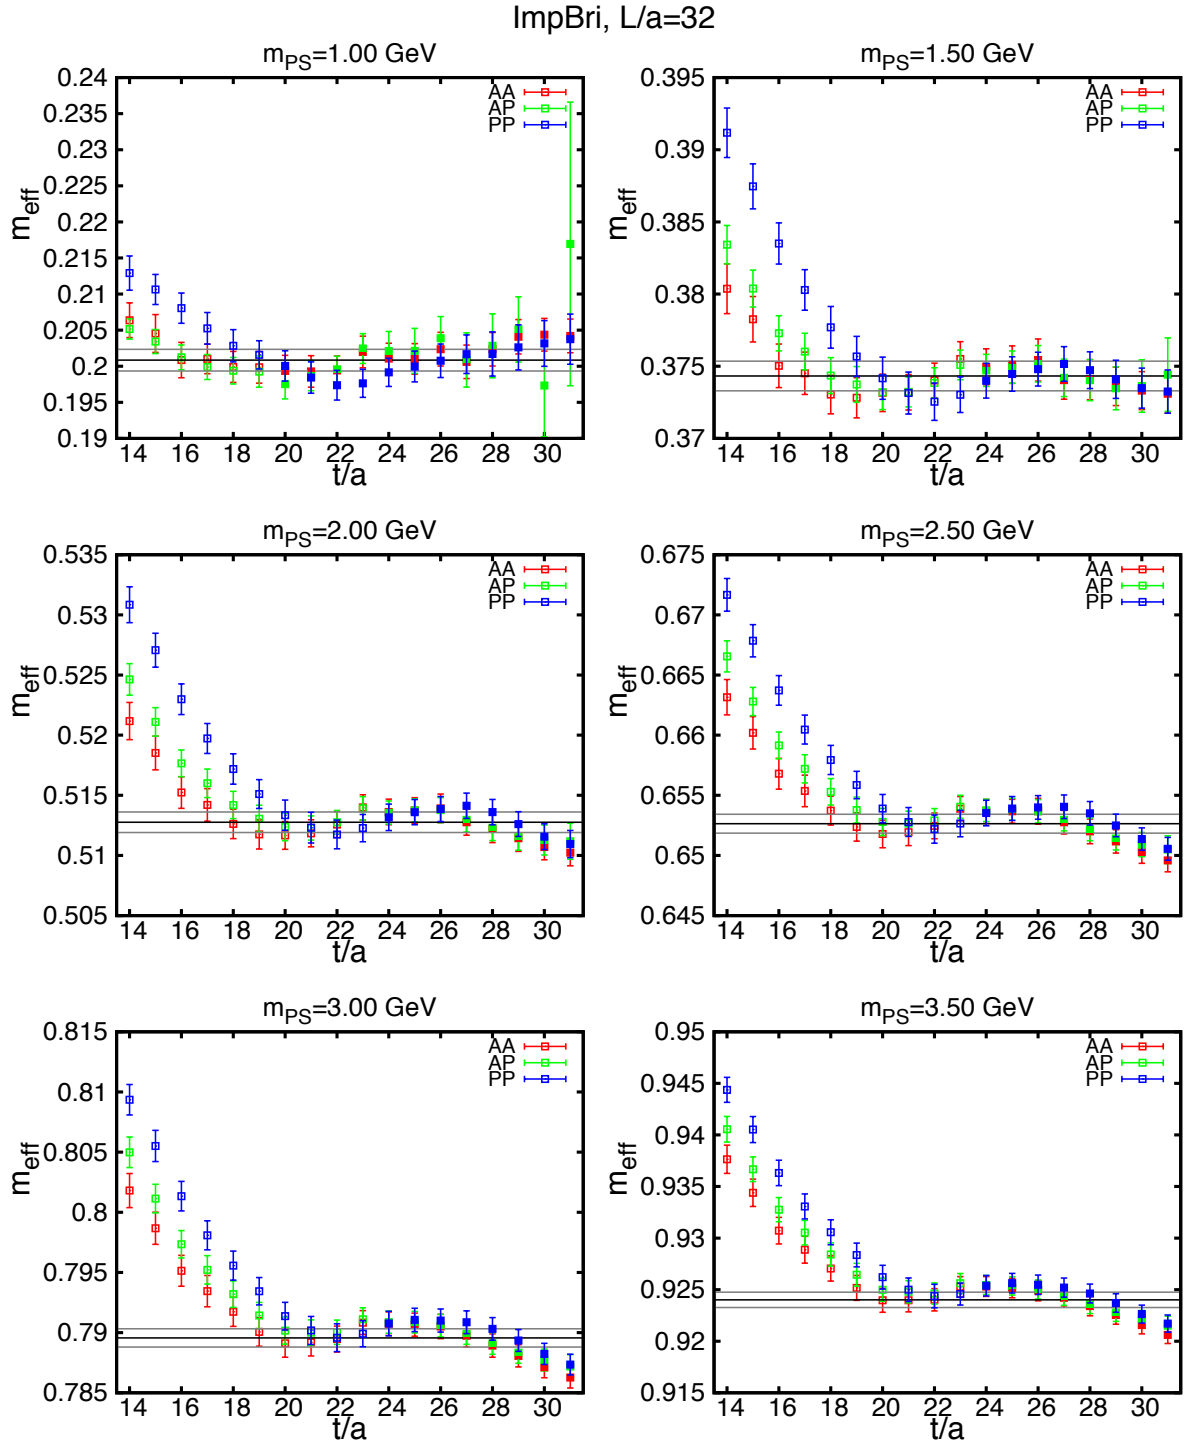 ImpBri, L/a=32
m_PS=1.00 GeV
0.24
0.235
0.23
0.225
0.22
0.215
0.21
0.205
0.2
0.195
0.19
m_eff
AA
AP
PP
14 16 18 20 22 24 26 28 30
t/a
m_PS=1.50 GeV
0.395
0.39
0.385
0.38
0.375
0.37
m_eff
AA
AP
PP
14 16 18 20 22 24 26 28 30
t/a
m_PS=2.00 GeV
0.535
0.53
0.525
0.52
0.515
0.51
0.505
m_eff
AA
AP
PP
14 16 18 20 22 24 26 28 30
t/a
m_PS=2.50 GeV
0.675
0.67
0.665
0.66
0.655
0.65
0.645
m_eff
AA
AP
PP
14 16 18 20 22 24 26 28 30
t/a
m_PS=3.00 GeV
0.815
0.81
0.805
0.8
0.795
0.79
0.785
m_eff
AA
AP
PP
14 16 18 20 22 24 26 28 30
t/a
m_PS=3.50 GeV
0.95
0.945
0.94
0.935
0.93
0.925
0.92
0.915
m_eff
AA
AP
PP
14 16 18 20 22 24 26 28 30
t/a